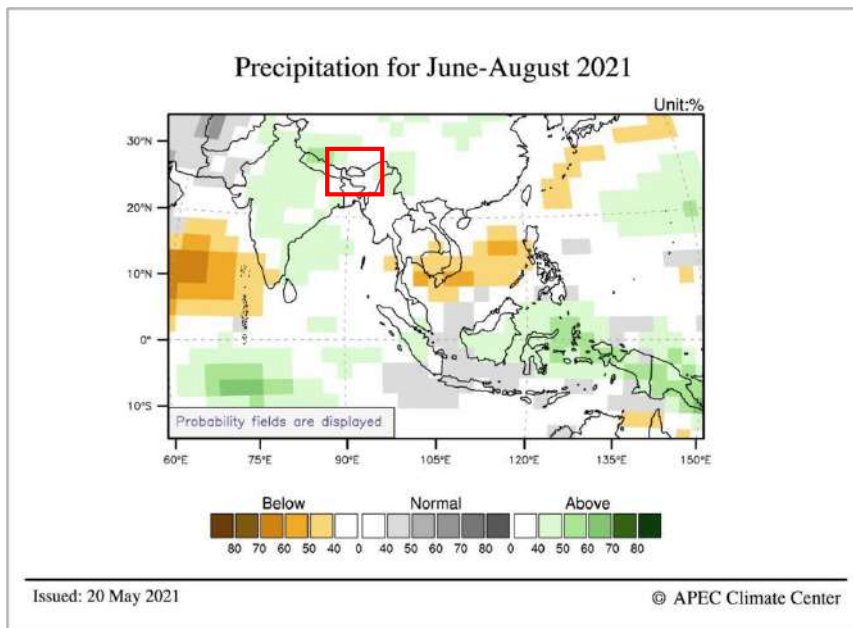 Precipitation for June-August 2021
Unit:%
30°N
20°N
10°N
0°
10°S
Probability fields are displayed
60°E 75°E 90°E 105°E 120°E 135°E 150°E
Below Normal Above
80 70 60 50 40 0 40 50 60 70 80 0 40 50 60 70 80
Issued: 20 May 2021 © APEC Climate Center